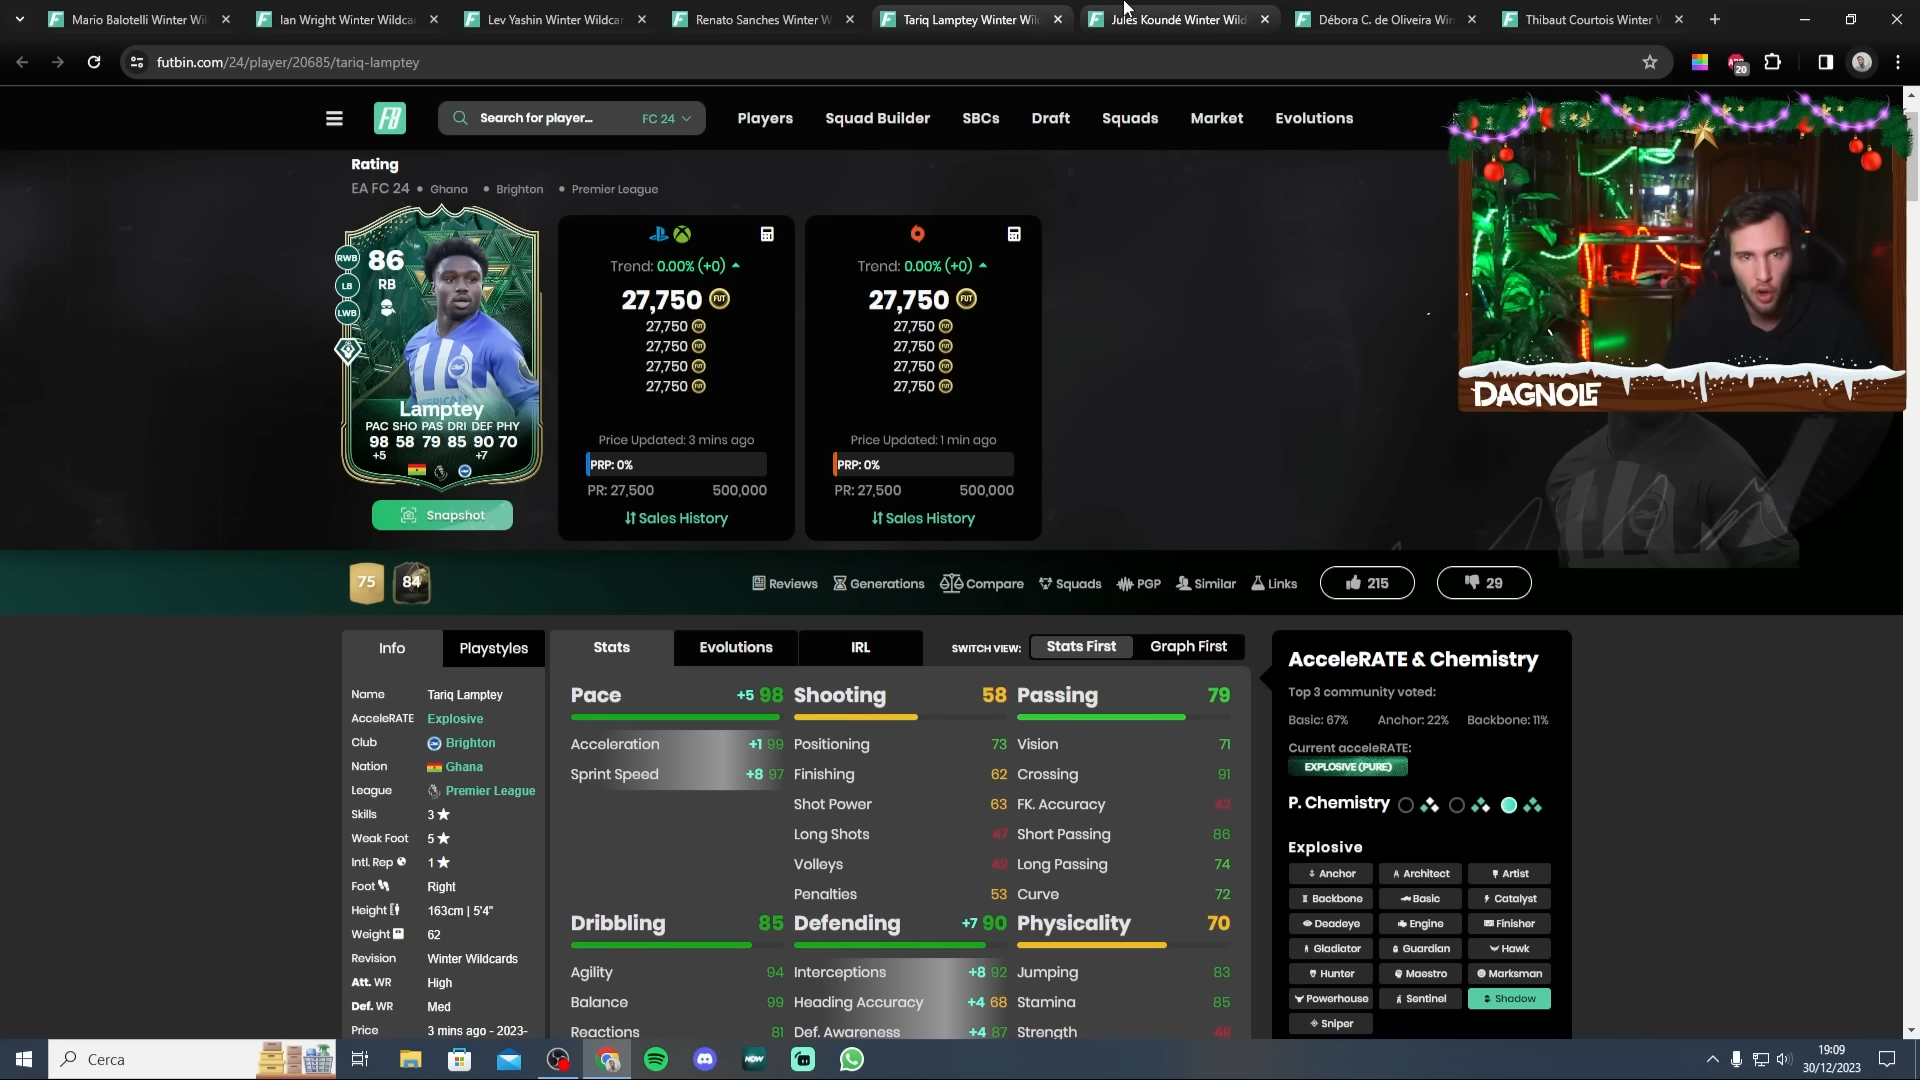 Mario Balotelli Winter Wil
Ian Wright Winter Wildcar
Lev Yashin Winter Wildcar
Renato Sanches Winter W
Tariq Lamptey Winter Wil
Jules Koundé Winter Wild
Débora C. de Oliveira Win
Thibaut Courtois Winter
futbin.com/24/player/20685/tariq-lamptey
20
FB
Search for player... FC 24
Players
Squad Builder
SBCs
Draft
Squads
Market
Evolutions
Rating
EA FC 24 • Ghana • Brighton • Premier League
86
RB
RWB
LB
LWB
Lamptey
PAC SHO PAS DRI DEF PHY
98 58 79 85 90 70
+5 +7
Snapshot
Trend: 0.00% (+0)
27,750
27,750
27,750
27,750
27,750
Price Updated: 3 mins ago
PRP: 0%
PR: 27,500 500,000
Sales History
Trend: 0.00% (+0)
27,750
27,750
27,750
27,750
27,750
Price Updated: 1 min ago
PRP: 0%
PR: 27,500 500,000
Sales History
DAGNOLF
75 84
Reviews Generations Compare Squads PGP Similar Links 215 29
Info Playstyles
Name Tariq Lamptey
AcceleRATE Explosive
Club Brighton
Nation Ghana
League Premier League
Skills 3
Weak Foot 5
Intl. Rep 1
Foot Right
Height 163cm | 5'4"
Weight 62
Revision Winter Wildcards
Att. WR High
Def. WR Med
Price 3 mins ago - 2023-
Stats Evolutions IRL SWITCH VIEW: Stats First Graph First
Pace +5 98
Acceleration +1 99
Sprint Speed +8 97
Shooting 58
Positioning 73
Finishing 62
Shot Power 63
Long Shots 47
Volleys 42
Penalties 53
Passing 79
Vision 71
Crossing 91
FK. Accuracy 42
Short Passing 86
Long Passing 74
Curve 72
Dribbling 85
Agility 94
Balance 99
Reactions 81
Defending +7 90
Interceptions +8 92
Heading Accuracy +4 68
Def. Awareness +4 87
Physicality 70
Jumping 83
Stamina 85
Strength 49
AcceleRATE & Chemistry
Top 3 community voted:
Basic: 67% Anchor: 22% Backbone: 11%
Current acceleRATE:
EXPLOSIVE (PURE)
P. Chemistry
Explosive
Anchor Architect Artist
Backbone Basic Catalyst
Deadeye Engine Finisher
Gladiator Guardian Hawk
Hunter Maestro Marksman
Powerhouse Sentinel Shadow
Sniper
Cerca
NOW
19:09
30/12/2023